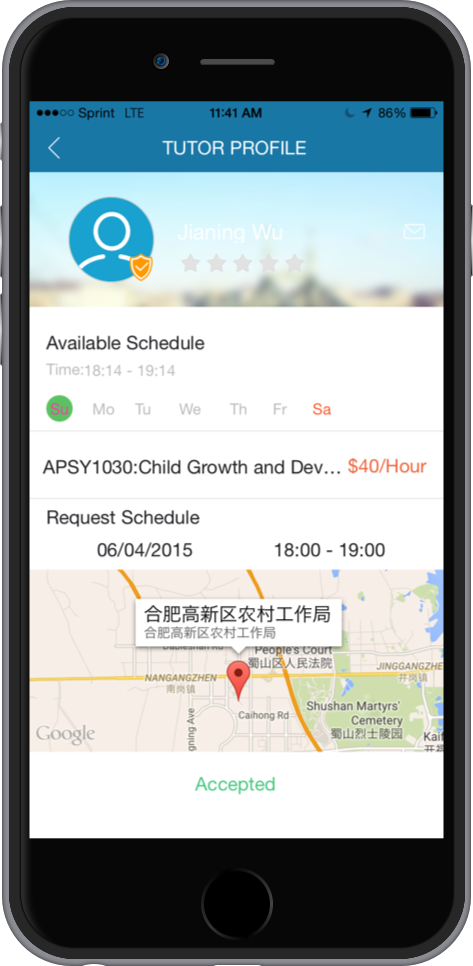 Sprint LTE 11:41 AM 86%
TUTOR PROFILE
Jianing Wu
Available Schedule
Time:18:14 - 19:14
Su Mo Tu We Th Fr Sa
APSY1030:Child Growth and Dev... $40/Hour
Request Schedule
06/04/2015 18:00 - 19:00
合肥高新区农村工作局
合肥高新区农村工作局
People's Court
蜀山区人民法院
NANGANGZHEN
南岗镇
JINGGANGZHE
井岗镇
Caihong Rd
Shushan Martyrs'
Cemetery
蜀山烈士陵园
gning Ave
Kaif
Google
Accepted